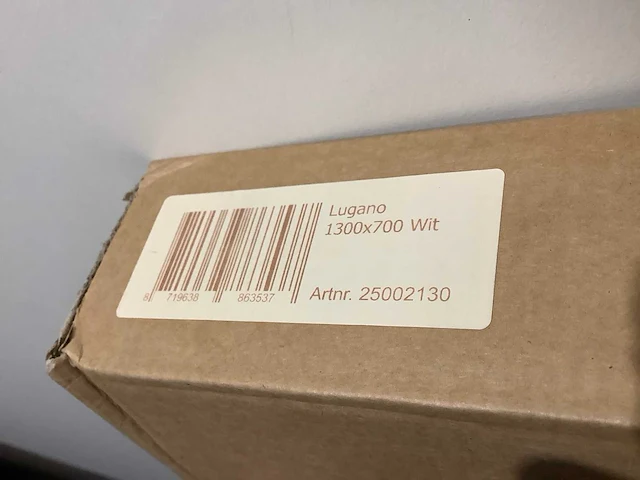 Lugano
1300x700 Wit
8 719638 863537
Artnr. 25002130